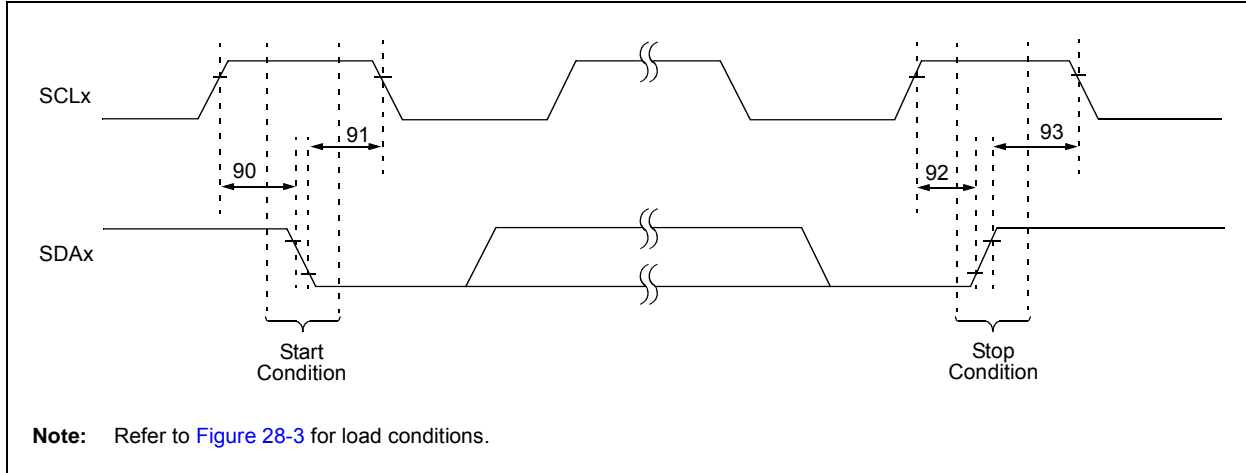 SCLx
91
93
90
92
SDAx
Start
Condition
Stop
Condition
Note: Refer to Figure 28-3 for load conditions.